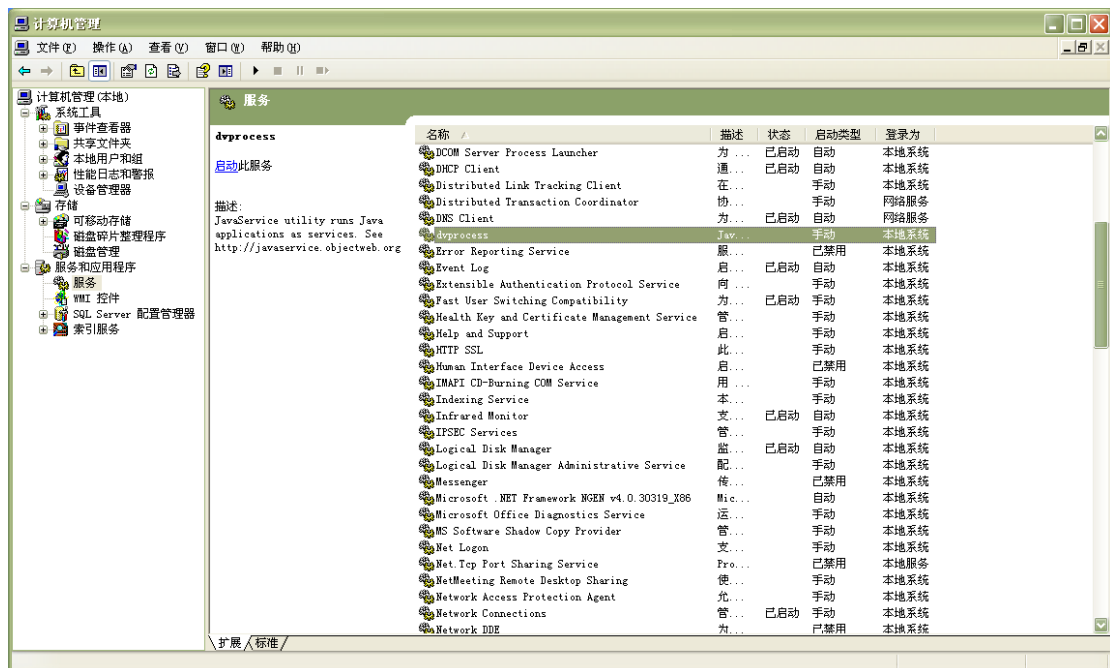 计算机管理
文件(F) 操作(A) 查看(V) 窗口(W) 帮助(H)
计算机管理(本地)
系统工具
事件查看器
共享文件夹
本地用户和组
性能日志和警报
设备管理器
存储
可移动存储
磁盘碎片整理程序
磁盘管理
服务和应用程序
服务
WMI 控件
SQL Server 配置管理器
索引服务
服务
dvprocess
启动此服务
描述:
JavaService utility runs Java
applications as services. See
http://javaservice.objectweb.org
名称 描述 状态 启动类型 登录为
DCOM Server Process Launcher 为 ... 已启动 自动 本地系统
DHCP Client 通... 已启动 自动 本地系统
Distributed Link Tracking Client 在... 手动 本地系统
Distributed Transaction Coordinator 协... 手动 网络服务
DNS Client 为... 已启动 自动 网络服务
dvprocess Jav... 手动 本地系统
Error Reporting Service 服... 已禁用 本地系统
Event Log 启... 已启动 自动 本地系统
Extensible Authentication Protocol Service 向 ... 手动 本地系统
Fast User Switching Compatibility 为... 已启动 手动 本地系统
Health Key and Certificate Management Service 管... 手动 本地系统
Help and Support 启... 手动 本地系统
HTTP SSL 此... 手动 本地系统
Human Interface Device Access 启... 已禁用 本地系统
IMAPI CD-Burning COM Service 用 ... 手动 本地系统
Indexing Service 本... 手动 本地系统
Infrared Monitor 支... 已启动 自动 本地系统
IPSEC Services 管... 手动 本地系统
Logical Disk Manager 监... 已启动 自动 本地系统
Logical Disk Manager Administrative Service 配... 手动 本地系统
Messenger 传... 已禁用 本地系统
Microsoft .NET Framework NGEN v4.0.30319_X86 Mic... 自动 本地系统
Microsoft Office Diagnostics Service 运... 手动 本地系统
MS Software Shadow Copy Provider 管... 手动 本地系统
Net Logon 支... 手动 本地系统
Net.Tcp Port Sharing Service Pro... 已禁用 本地服务
NetMeeting Remote Desktop Sharing 使... 手动 本地系统
Network Access Protection Agent 允... 手动 本地系统
Network Connections 管... 已启动 手动 本地系统
Network DDE 为... 已禁用 本地系统
扩展 标准